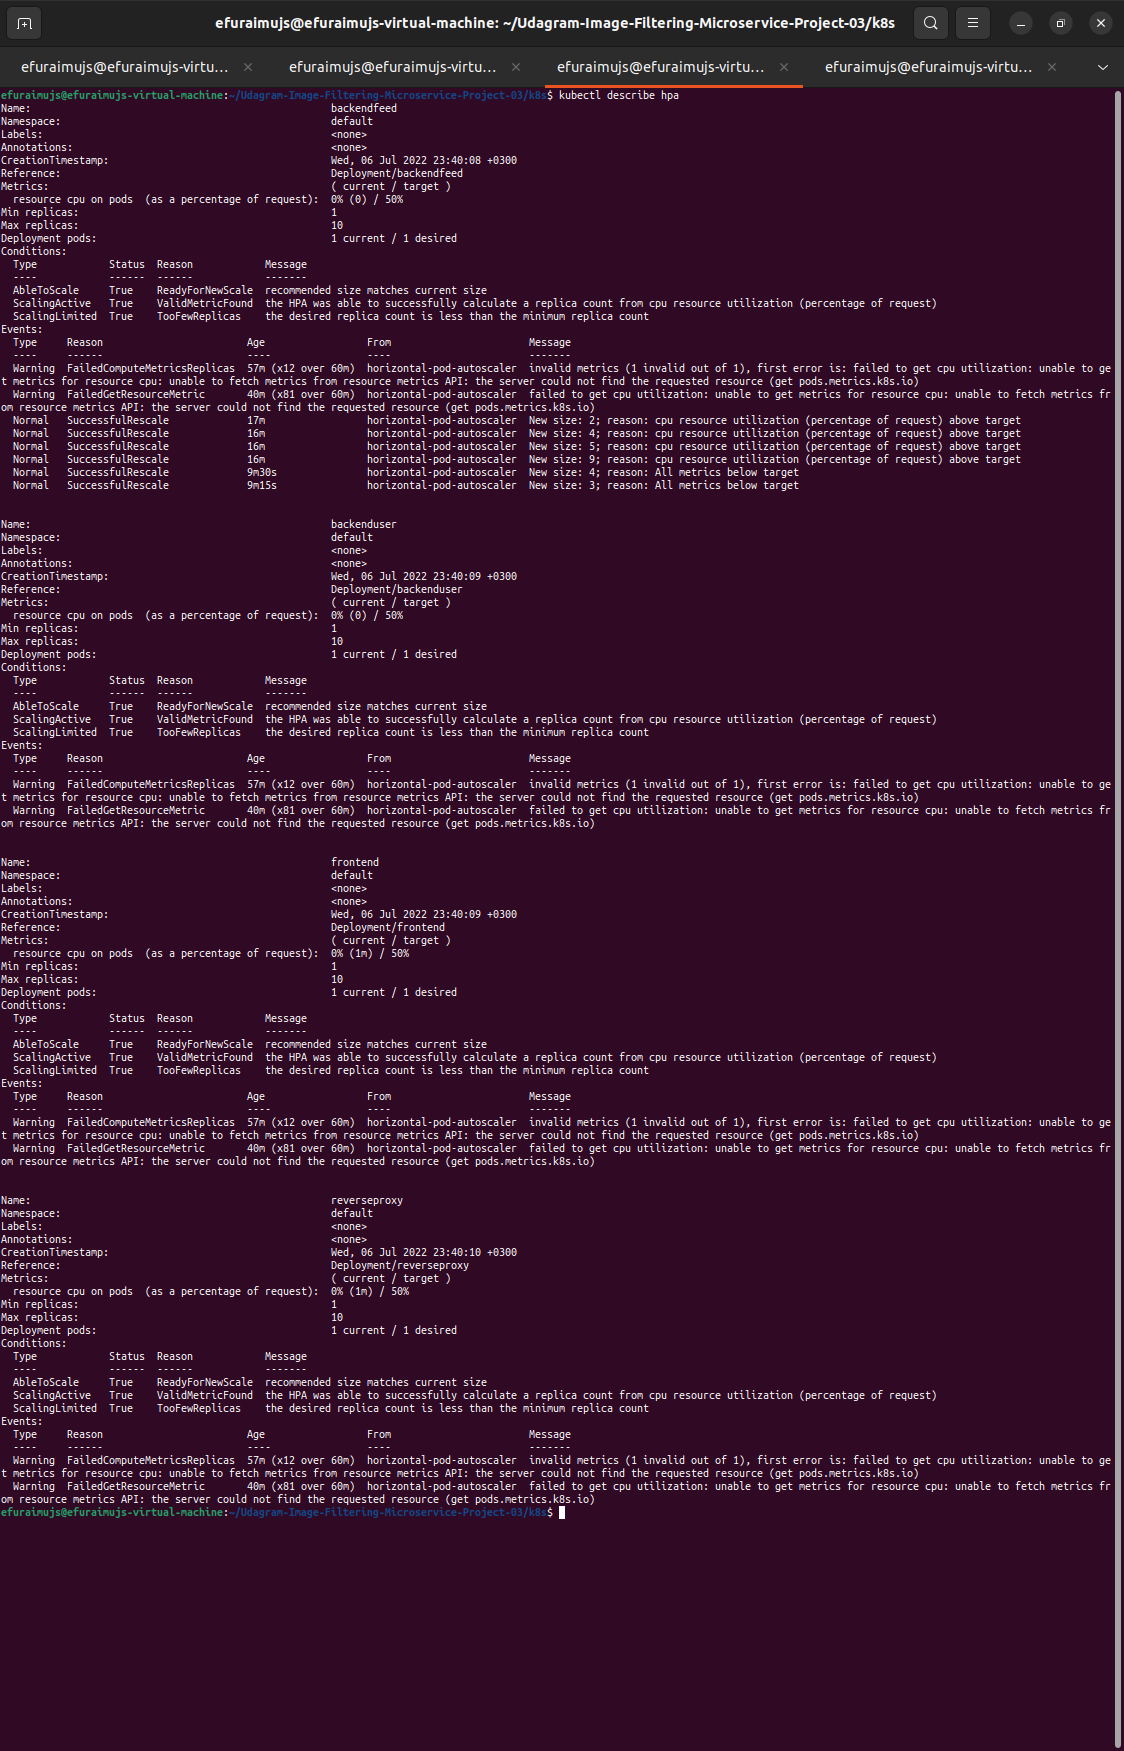 efuraimujs@efuraimujs-virtual-machine: ~/Udagram-Image-Filtering-Microservice-Project-03/k8s
efuraimujs@efuraimujs-virtu... efuraimujs@efuraimujs-virtu... efuraimujs@efuraimujs-virtu... efuraimujs@efuraimujs-virtu...
efuraimujs@efuraimujs-virtual-machine:~/Udagram-Image-Filtering-Microservice-Project-03/k8s$ kubectl describe hpa
Name: backendfeed
Namespace: default
Labels: <none>
Annotations: <none>
CreationTimestamp: Wed, 06 Jul 2022 23:40:08 +0300
Reference: Deployment/backendfeed
Metrics: ( current / target )
resource cpu on pods (as a percentage of request): 0% (0) / 50%
Min replicas: 1
Max replicas: 10
Deployment pods: 1 current / 1 desired
Conditions:
Type Status Reason Message
---- ------ ------ -------
AbleToScale True ReadyForNewScale recommended size matches current size
ScalingActive True ValidMetricFound the HPA was able to successfully calculate a replica count from cpu resource utilization (percentage of request)
ScalingLimited True TooFewReplicas the desired replica count is less than the minimum replica count
Events:
Type Reason Age From Message
---- ------ ---- ---- -------
Warning FailedComputeMetricsReplicas 57m (x12 over 60m) horizontal-pod-autoscaler invalid metrics (1 invalid out of 1), first error is: failed to get cpu utilization: unable to ge
t metrics for resource cpu: unable to fetch metrics from resource metrics API: the server could not find the requested resource (get pods.metrics.k8s.io)
Warning FailedGetResourceMetric 40m (x81 over 60m) horizontal-pod-autoscaler failed to get cpu utilization: unable to get metrics for resource cpu: unable to fetch metrics fr
om resource metrics API: the server could not find the requested resource (get pods.metrics.k8s.io)
Normal SuccessfulRescale 17m horizontal-pod-autoscaler New size: 2; reason: cpu resource utilization (percentage of request) above target
Normal SuccessfulRescale 16m horizontal-pod-autoscaler New size: 4; reason: cpu resource utilization (percentage of request) above target
Normal SuccessfulRescale 16m horizontal-pod-autoscaler New size: 5; reason: cpu resource utilization (percentage of request) above target
Normal SuccessfulRescale 16m horizontal-pod-autoscaler New size: 9; reason: cpu resource utilization (percentage of request) above target
Normal SuccessfulRescale 9m30s horizontal-pod-autoscaler New size: 4; reason: All metrics below target
Normal SuccessfulRescale 9m15s horizontal-pod-autoscaler New size: 3; reason: All metrics below target
Name: backenduser
Namespace: default
Labels: <none>
Annotations: <none>
CreationTimestamp: Wed, 06 Jul 2022 23:40:09 +0300
Reference: Deployment/backenduser
Metrics: ( current / target )
resource cpu on pods (as a percentage of request): 0% (0) / 50%
Min replicas: 1
Max replicas: 10
Deployment pods: 1 current / 1 desired
Conditions:
Type Status Reason Message
---- ------ ------ -------
AbleToScale True ReadyForNewScale recommended size matches current size
ScalingActive True ValidMetricFound the HPA was able to successfully calculate a replica count from cpu resource utilization (percentage of request)
ScalingLimited True TooFewReplicas the desired replica count is less than the minimum replica count
Events:
Type Reason Age From Message
---- ------ ---- ---- -------
Warning FailedComputeMetricsReplicas 57m (x12 over 60m) horizontal-pod-autoscaler invalid metrics (1 invalid out of 1), first error is: failed to get cpu utilization: unable to ge
t metrics for resource cpu: unable to fetch metrics from resource metrics API: the server could not find the requested resource (get pods.metrics.k8s.io)
Warning FailedGetResourceMetric 40m (x81 over 60m) horizontal-pod-autoscaler failed to get cpu utilization: unable to get metrics for resource cpu: unable to fetch metrics fr
om resource metrics API: the server could not find the requested resource (get pods.metrics.k8s.io)
Name: frontend
Namespace: default
Labels: <none>
Annotations: <none>
CreationTimestamp: Wed, 06 Jul 2022 23:40:09 +0300
Reference: Deployment/frontend
Metrics: ( current / target )
resource cpu on pods (as a percentage of request): 0% (1m) / 50%
Min replicas: 1
Max replicas: 10
Deployment pods: 1 current / 1 desired
Conditions:
Type Status Reason Message
---- ------ ------ -------
AbleToScale True ReadyForNewScale recommended size matches current size
ScalingActive True ValidMetricFound the HPA was able to successfully calculate a replica count from cpu resource utilization (percentage of request)
ScalingLimited True TooFewReplicas the desired replica count is less than the minimum replica count
Events:
Type Reason Age From Message
---- ------ ---- ---- -------
Warning FailedComputeMetricsReplicas 57m (x12 over 60m) horizontal-pod-autoscaler invalid metrics (1 invalid out of 1), first error is: failed to get cpu utilization: unable to ge
t metrics for resource cpu: unable to fetch metrics from resource metrics API: the server could not find the requested resource (get pods.metrics.k8s.io)
Warning FailedGetResourceMetric 40m (x81 over 60m) horizontal-pod-autoscaler failed to get cpu utilization: unable to get metrics for resource cpu: unable to fetch metrics fr
om resource metrics API: the server could not find the requested resource (get pods.metrics.k8s.io)
Name: reverseproxy
Namespace: default
Labels: <none>
Annotations: <none>
CreationTimestamp: Wed, 06 Jul 2022 23:40:10 +0300
Reference: Deployment/reverseproxy
Metrics: ( current / target )
resource cpu on pods (as a percentage of request): 0% (1m) / 50%
Min replicas: 1
Max replicas: 10
Deployment pods: 1 current / 1 desired
Conditions:
Type Status Reason Message
---- ------ ------ -------
AbleToScale True ReadyForNewScale recommended size matches current size
ScalingActive True ValidMetricFound the HPA was able to successfully calculate a replica count from cpu resource utilization (percentage of request)
ScalingLimited True TooFewReplicas the desired replica count is less than the minimum replica count
Events:
Type Reason Age From Message
---- ------ ---- ---- -------
Warning FailedComputeMetricsReplicas 57m (x12 over 60m) horizontal-pod-autoscaler invalid metrics (1 invalid out of 1), first error is: failed to get cpu utilization: unable to ge
t metrics for resource cpu: unable to fetch metrics from resource metrics API: the server could not find the requested resource (get pods.metrics.k8s.io)
Warning FailedGetResourceMetric 40m (x81 over 60m) horizontal-pod-autoscaler failed to get cpu utilization: unable to get metrics for resource cpu: unable to fetch metrics fr
om resource metrics API: the server could not find the requested resource (get pods.metrics.k8s.io)
efuraimujs@efuraimujs-virtual-machine:~/Udagram-Image-Filtering-Microservice-Project-03/k8s$